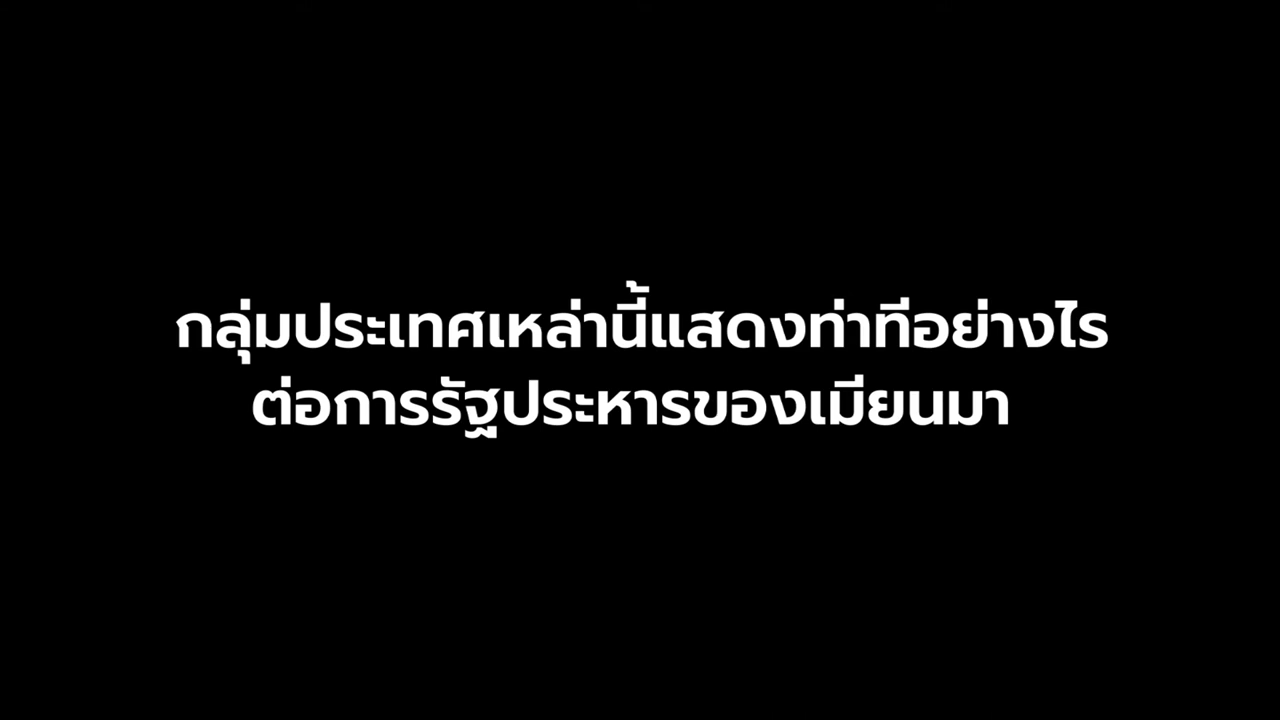 กลุ่มประเทศเหล่านี้แสดงท่าทีอย่างไร
ต่อการรัฐประหารของเมียนมา